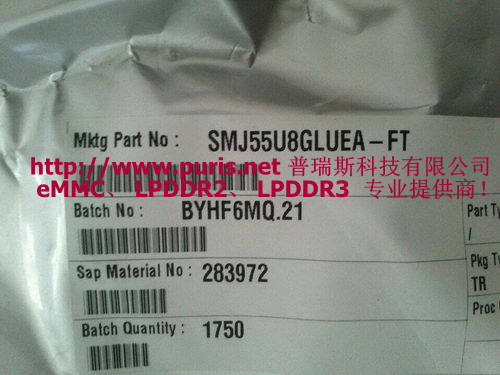 Mktg Part No : SMJ55U8GLUEA-FT
http://www.puris.net 普瑞斯科技有限公司
eMMC、LPDDR2、LPDDR3 专业提供商!
Batch No : BYHF6MQ.21
Part Ty
/
Sap Material No : 283972
Pkg Ty
TR
Batch Quantity : 1750
Proc